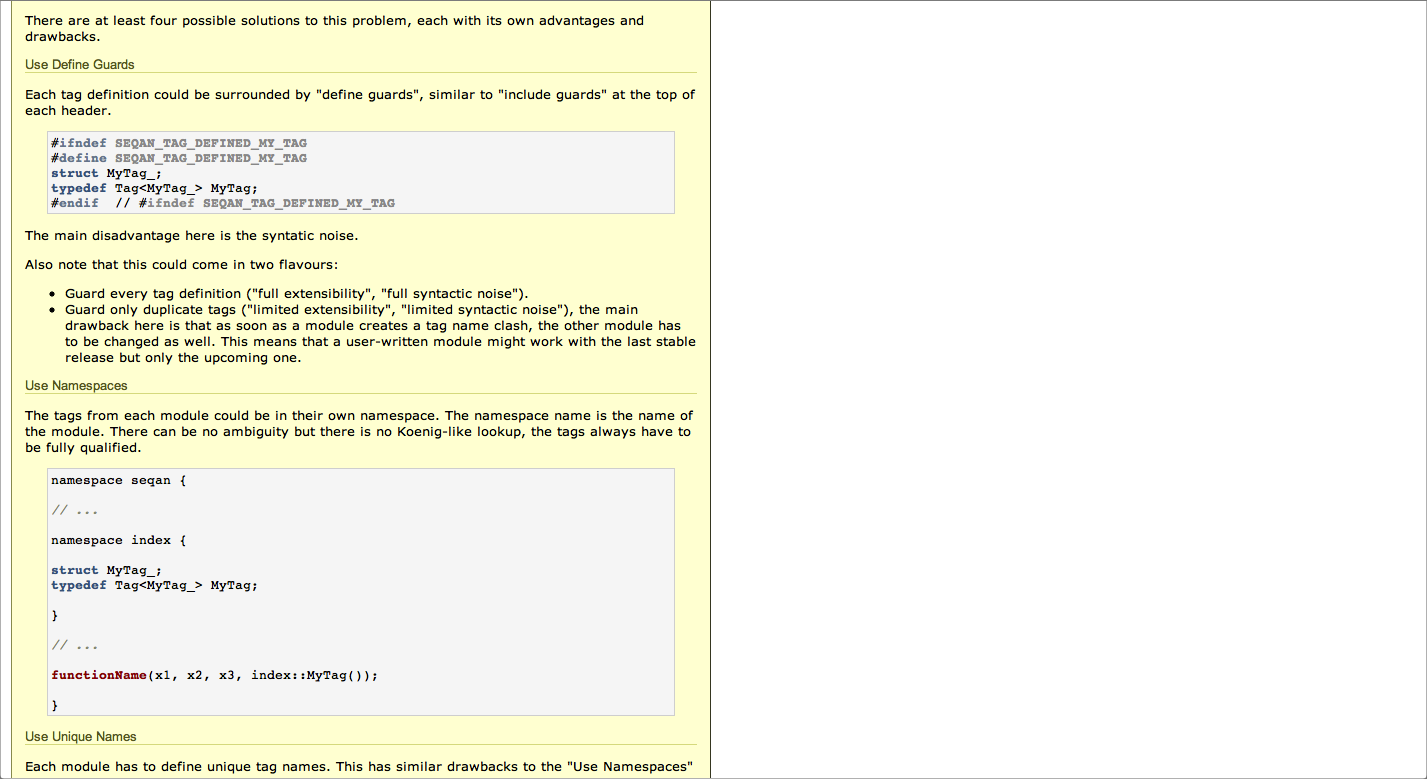 There are at least four possible solutions to this problem, each with its own advantages and
drawbacks.
Use Define Guards
Each tag definition could be surrounded by "define guards", similar to "include guards" at the top of
each header.
#ifndef SEQAN_TAG_DEFINED_MY_TAG
#define SEQAN_TAG_DEFINED_MY_TAG
struct MyTag_;
typedef Tag<MyTag_> MyTag;
#endif  // #ifndef SEQAN_TAG_DEFINED_MY_TAG
The main disadvantage here is the syntatic noise.
Also note that this could come in two flavours:
• Guard every tag definition ("full extensibility", "full syntactic noise").
• Guard only duplicate tags ("limited extensibility", "limited syntactic noise"), the main
drawback here is that as soon as a module creates a tag name clash, the other module has
to be changed as well. This means that a user-written module might work with the last stable
release but only the upcoming one.
Use Namespaces
The tags from each module could be in their own namespace. The namespace name is the name of
the module. There can be no ambiguity but there is no Koenig-like lookup, the tags always have to
be fully qualified.
namespace seqan {
// ...
namespace index {
struct MyTag_;
typedef Tag<MyTag_> MyTag;
}
// ...
functionName(x1, x2, x3, index::MyTag());
}
Use Unique Names
Each module has to define unique tag names. This has similar drawbacks to the "Use Namespaces"